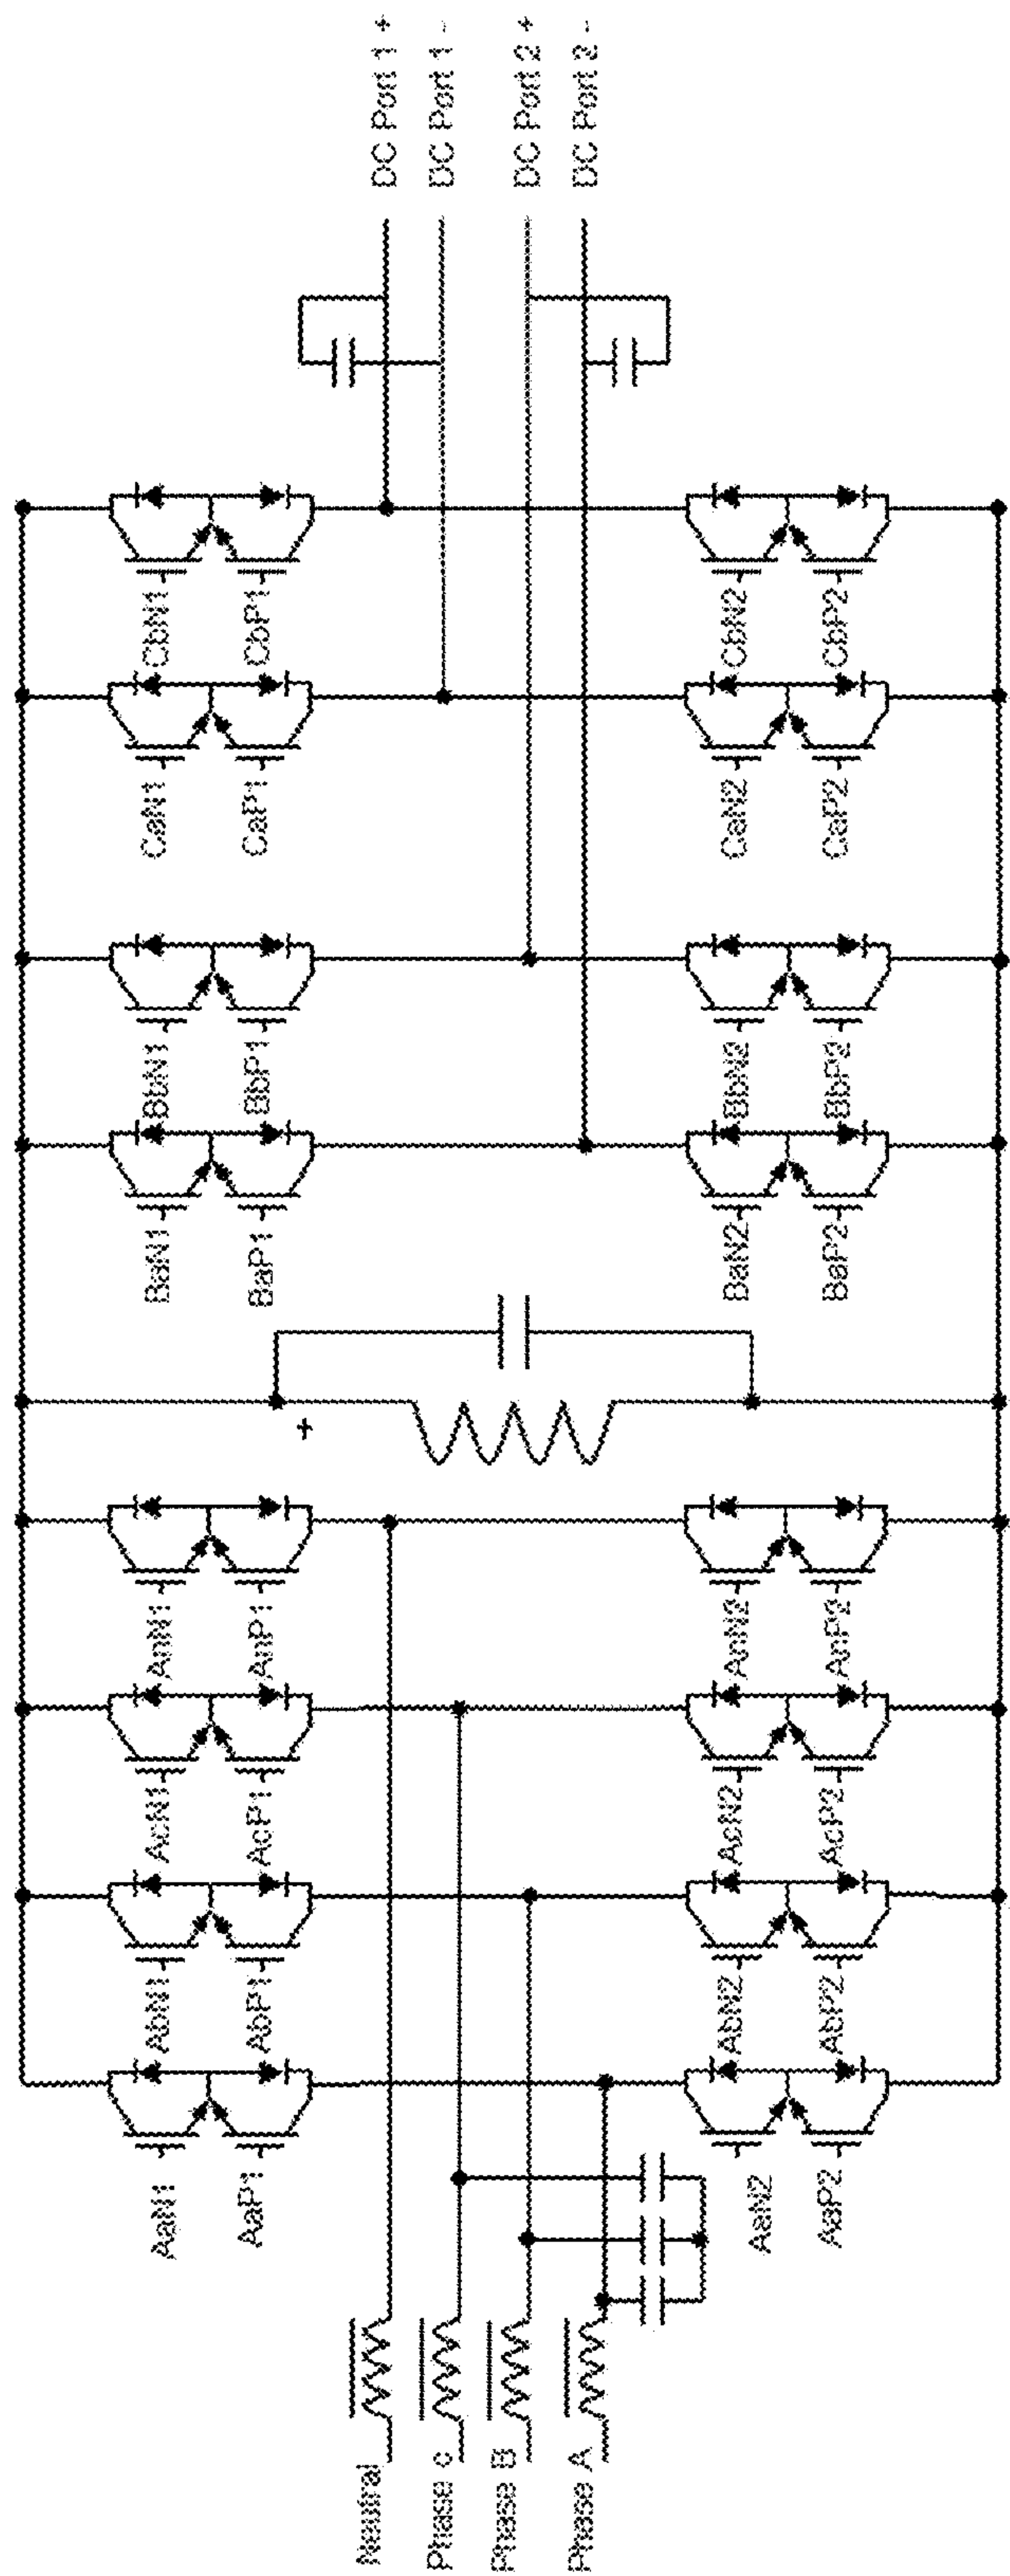 DC Port 1 +
DC Port 1 -
DC Port 2 +
DC Port 2 -
CbN1
CbP1
CbN2
CbP2
CaN1
CaP1
CaN2
CaP2
BbN1
BbP1
BbN2
BbP2
BaN1
BaP1
BaN2
BaP2
+
AnN1
AnP1
AnN2
AnP2
AcN1
AcP1
AcN2
AcP2
AbN1
AbP1
AbN2
AbP2
AaN1
AaP1
AaN2
AaP2
Neutral
Phase c
Phase B
Phase A